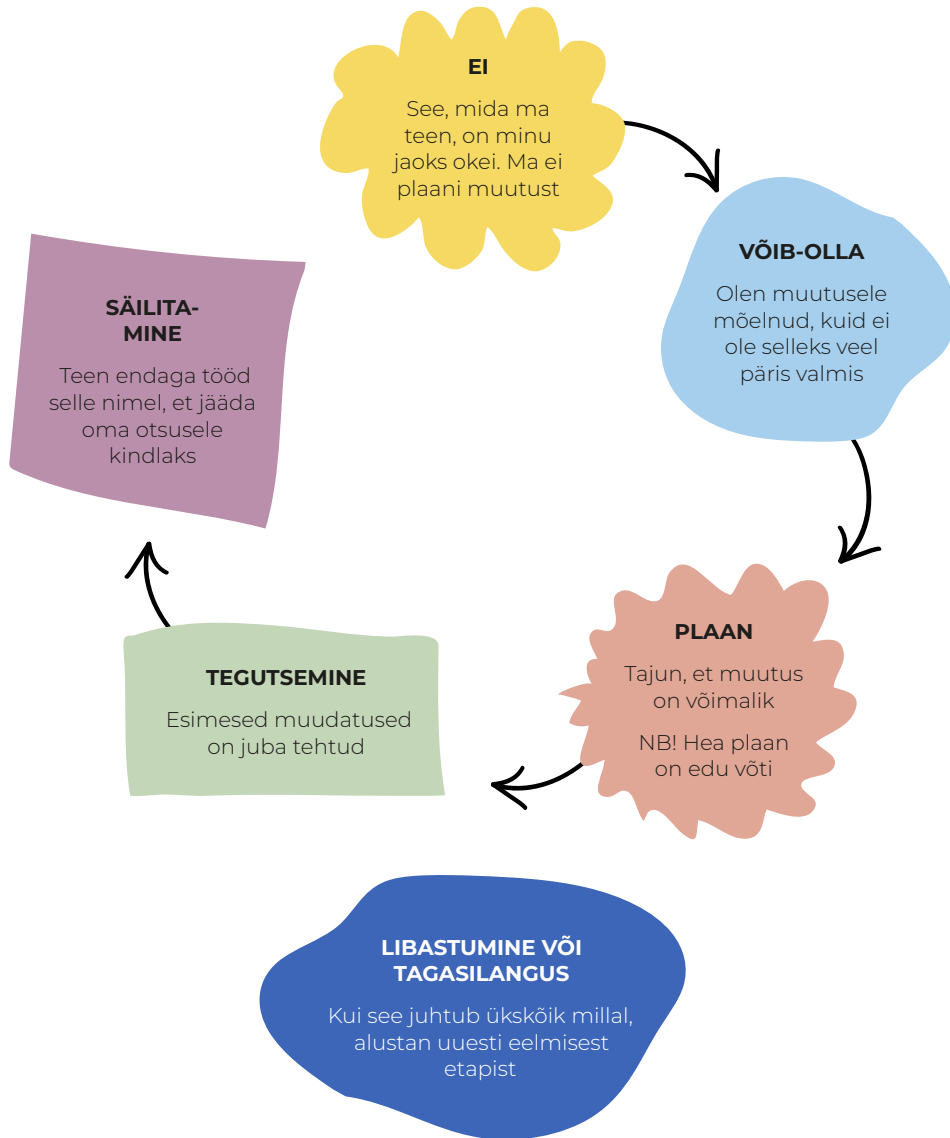 EI
See, mida ma
teen, on minu
jaoks okei. Ma ei
plaani muutust
VÕIB-OLLA
Olen muutusele
mõelnud, kuid ei
ole selleks veel
päris valmis
PLAAN
Tajun, et muutus
on võimalik
NB! Hea plaan
on edu võti
TEGUTSEMINE
Esimesed muudatused
on juba tehtud
SÄILITA-
MINE
Teen endaga tööd
selle nimel, et jääda
oma otsusele
kindlaks
LIBASTUMINE VÕI
TAGASILANGUS
Kui see juhtub ükskõik millal,
alustan uuesti eelmisest
etapist